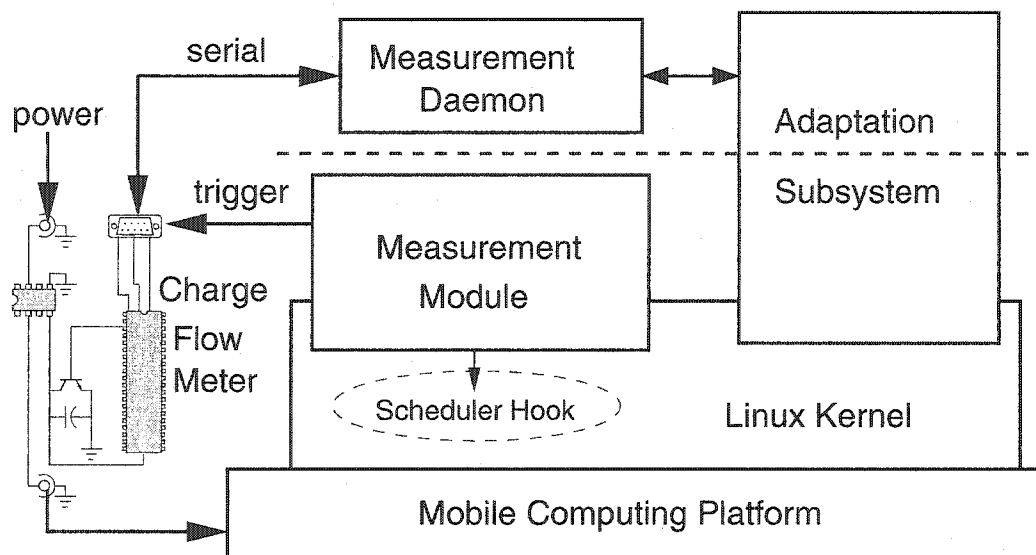 serial
Measurement
Daemon
power
Adaptation
Subsystem
trigger
Measurement
Module
Charge
Flow
Meter
Scheduler Hook
Linux Kernel
Mobile Computing Platform